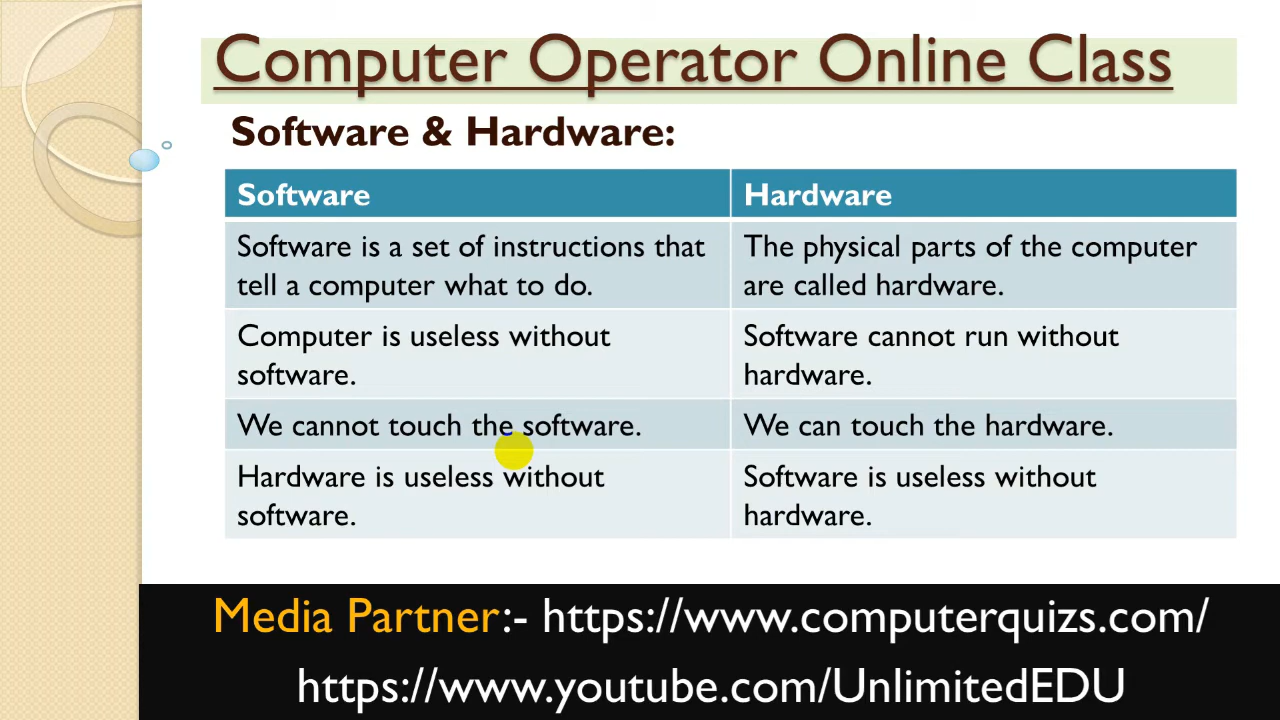 Computer Operator Online Class
Software & Hardware:
Software
Hardware
Software is a set of instructions that
tell a computer what to do.
The physical parts of the computer
are called hardware.
Computer is useless without
software.
Software cannot run without
hardware.
We cannot touch the software.
We can touch the hardware.
Hardware is useless without
software.
Software is useless without
hardware.
Media Partner:- https://www.computerquizs.com/
https://www.youtube.com/UnlimitedEDU